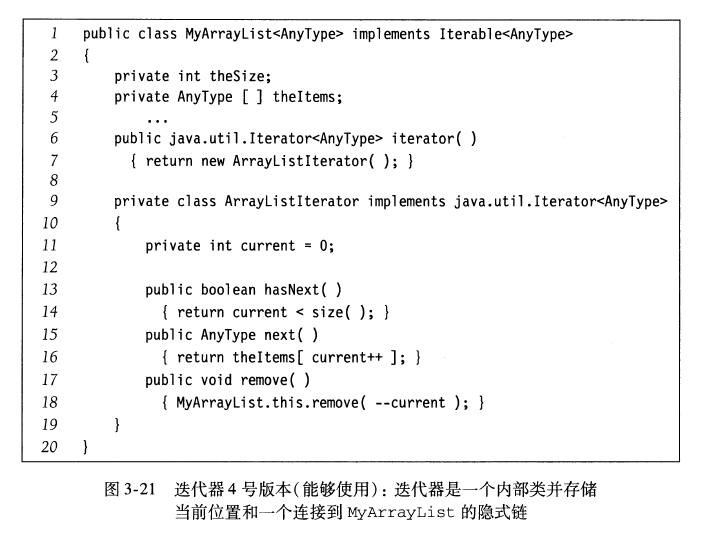 1 public class MyArrayList<AnyType> implements Iterable<AnyType>
2 {
3 private int theSize;
4 private AnyType [ ] theItems;
5 ...
6 public java.util.Iterator<AnyType> iterator( )
7 { return new ArrayListIterator( ); }
8
9 private class ArrayListIterator implements java.util.Iterator<AnyType>
10 {
11 private int current = 0;
12
13 public boolean hasNext( )
14 { return current < size( ); }
15 public AnyType next( )
16 { return theItems[ current++ ]; }
17 public void remove( )
18 { MyArrayList.this.remove( --current ); }
19 }
20 }
图 3-21 迭代器 4 号版本(能够使用)：迭代器是一个内部类并存储
当前位置和一个连接到 MyArrayList 的隐式链